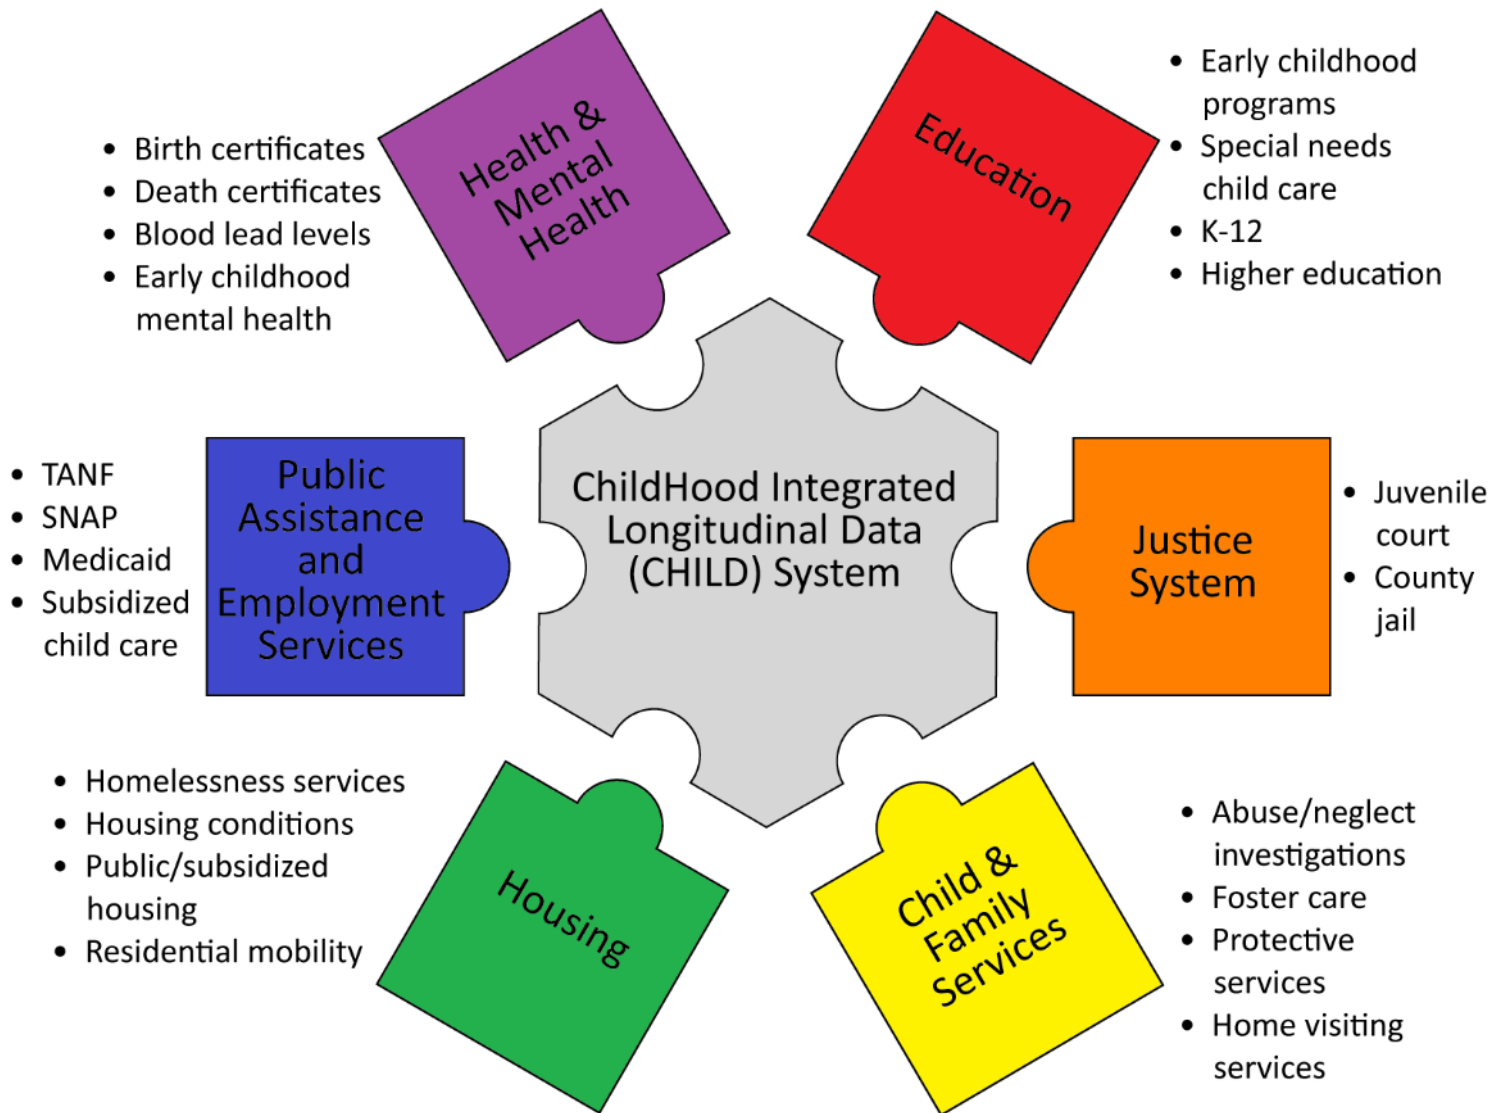 Health &
Mental
Health
• Birth certificates
• Death certificates
• Blood lead levels
• Early childhood
mental health
Education
• Early childhood
programs
• Special needs
child care
• K-12
• Higher education
ChildHood Integrated
Longitudinal Data
(CHILD) System
Public
Assistance
and
Employment
Services
• TANF
• SNAP
• Medicaid
• Subsidized
child care
Justice
System
• Juvenile
court
• County
jail
Housing
• Homelessness services
• Housing conditions
• Public/subsidized
housing
• Residential mobility
Child &
Family
Services
• Abuse/neglect
investigations
• Foster care
• Protective
services
• Home visiting
services